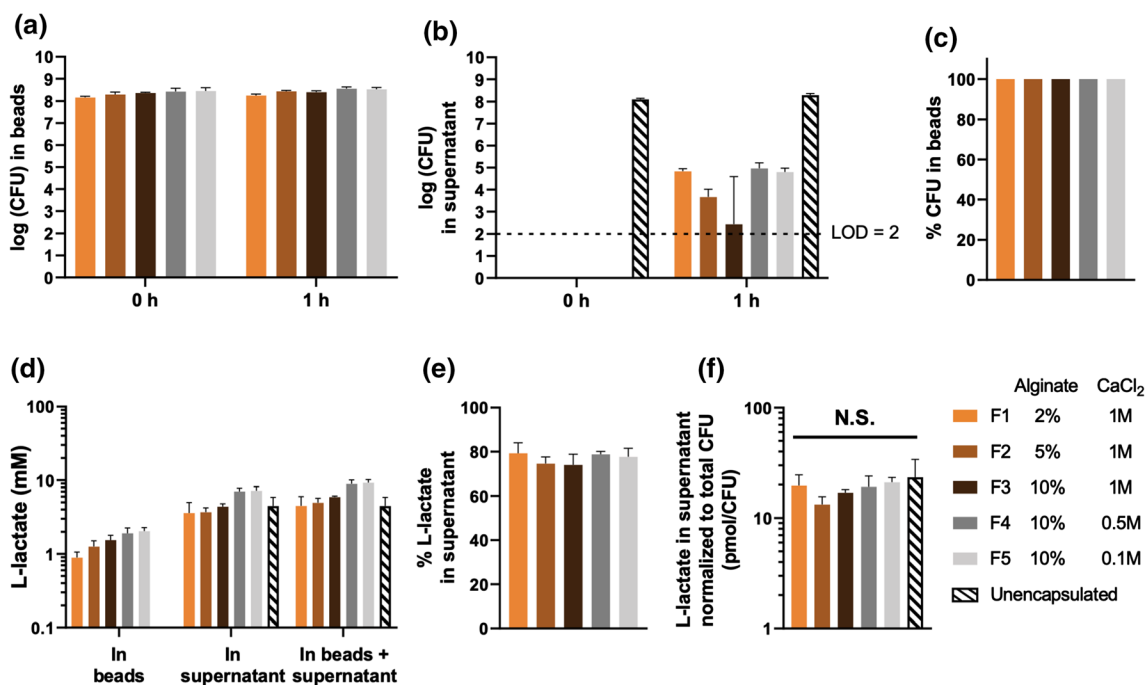 (a)
log (CFU) in beads
10
9
8
7
6
5
4
3
2
1
0
0 h
1 h
(b)
log (CFU)
in supernatant
10
9
8
7
6
5
4
3
2
1
0
LOD = 2
0 h
1 h
(c)
% CFU in beads
100
80
60
40
20
0
(d)
L-lactate (mM)
100
10
1
0.1
In
beads
In
supernatant
In beads +
supernatant
(e)
% L-lactate
in supernatant
100
80
60
40
20
0
(f)
L-lactate in supernatant
normalized to total CFU
(pmol/CFU)
100
10
1
N.S.
Alginate CaCl₂
F1 2% 1M
F2 5% 1M
F3 10% 1M
F4 10% 0.5M
F5 10% 0.1M
Unencapsulated